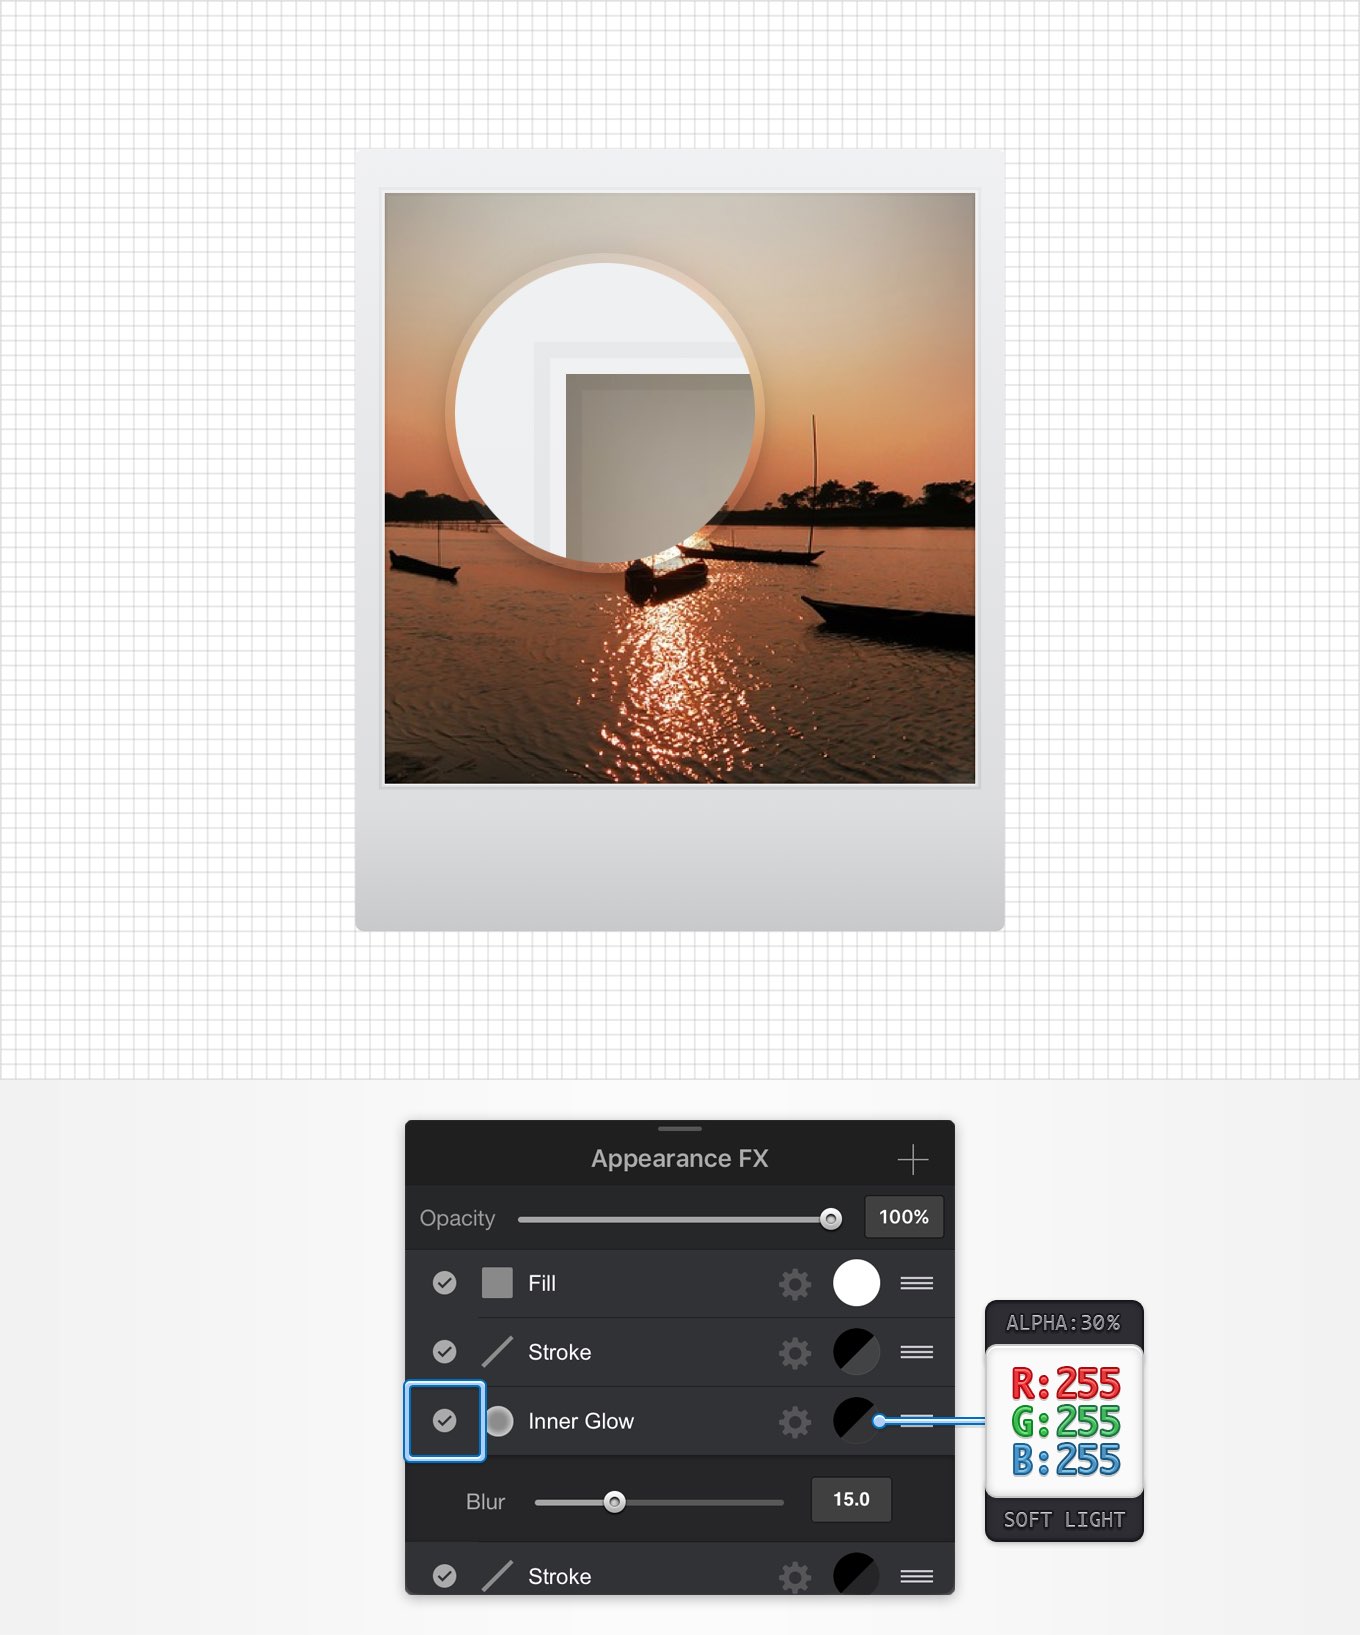 Appearance FX
Opacity 100%
Fill
Stroke
Inner Glow
Blur 15.0
Stroke
ALPHA:30%
R:255
G:255
B:255
SOFT LIGHT